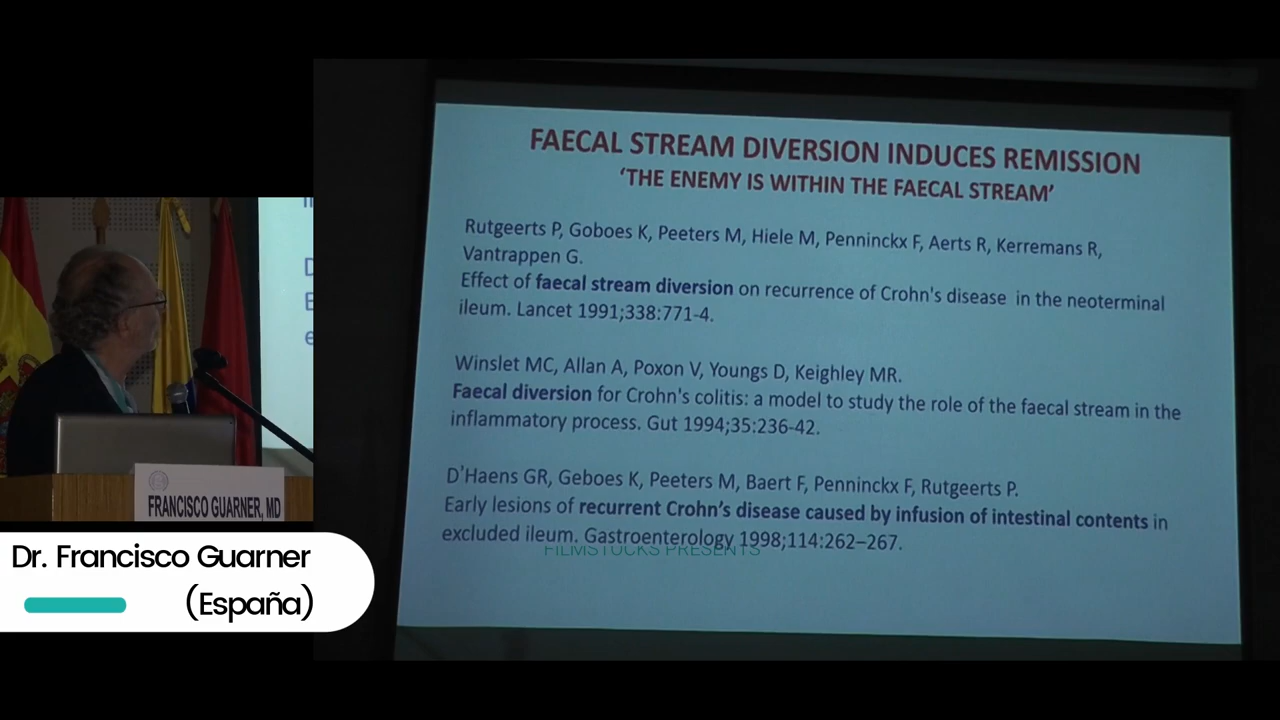 FAECAL STREAM DIVERSION INDUCES REMISSION
‘THE ENEMY IS WITHIN THE FAECAL STREAM’
Rutgeerts P, Goboes K, Peeters M, Hiele M, Penninckx F, Aerts R, Kerremans R,
Vantrappen G.
Effect of faecal stream diversion on recurrence of Crohn's disease in the neoterminal
ileum. Lancet 1991;338:771-4.
Winslet MC, Allan A, Poxon V, Youngs D, Keighley MR.
Faecal diversion for Crohn's colitis: a model to study the role of the faecal stream in the
inflammatory process. Gut 1994;35:236-42.
D’Haens GR, Geboes K, Peeters M, Baert F, Penninckx F, Rutgeerts P.
Early lesions of recurrent Crohn’s disease caused by infusion of intestinal contents in
excluded ileum. Gastroenterology 1998;114:262–267.
FILMSTOCKS PRESENTS
FRANCISCO GUARNER, MD
Dr. Francisco Guarner
(España)